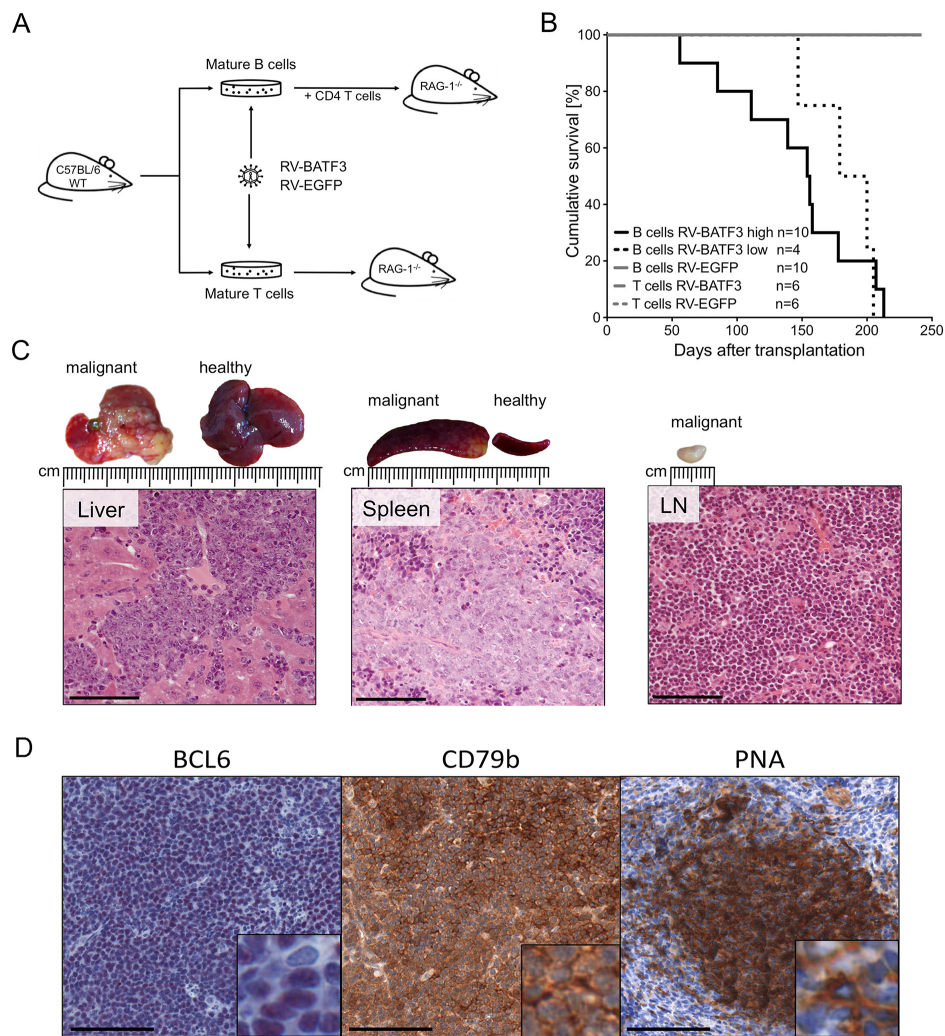 A
Mature B cells
+ CD4 T cells
RAG-1-/-
C57BL/6
WT
RV-BATF3
RV-EGFP
Mature T cells
RAG-1-/-
B
Cumulative survival [%]
100
80
60
40
20
0
B cells RV-BATF3 high n=10
B cells RV-BATF3 low n=4
B cells RV-EGFP n=10
T cells RV-BATF3 n=6
T cells RV-EGFP n=6
0 50 100 150 200 250
Days after transplantation
C
malignant healthy
cm
Liver
malignant healthy
cm
Spleen
malignant
cm
LN
D
BCL6 CD79b PNA